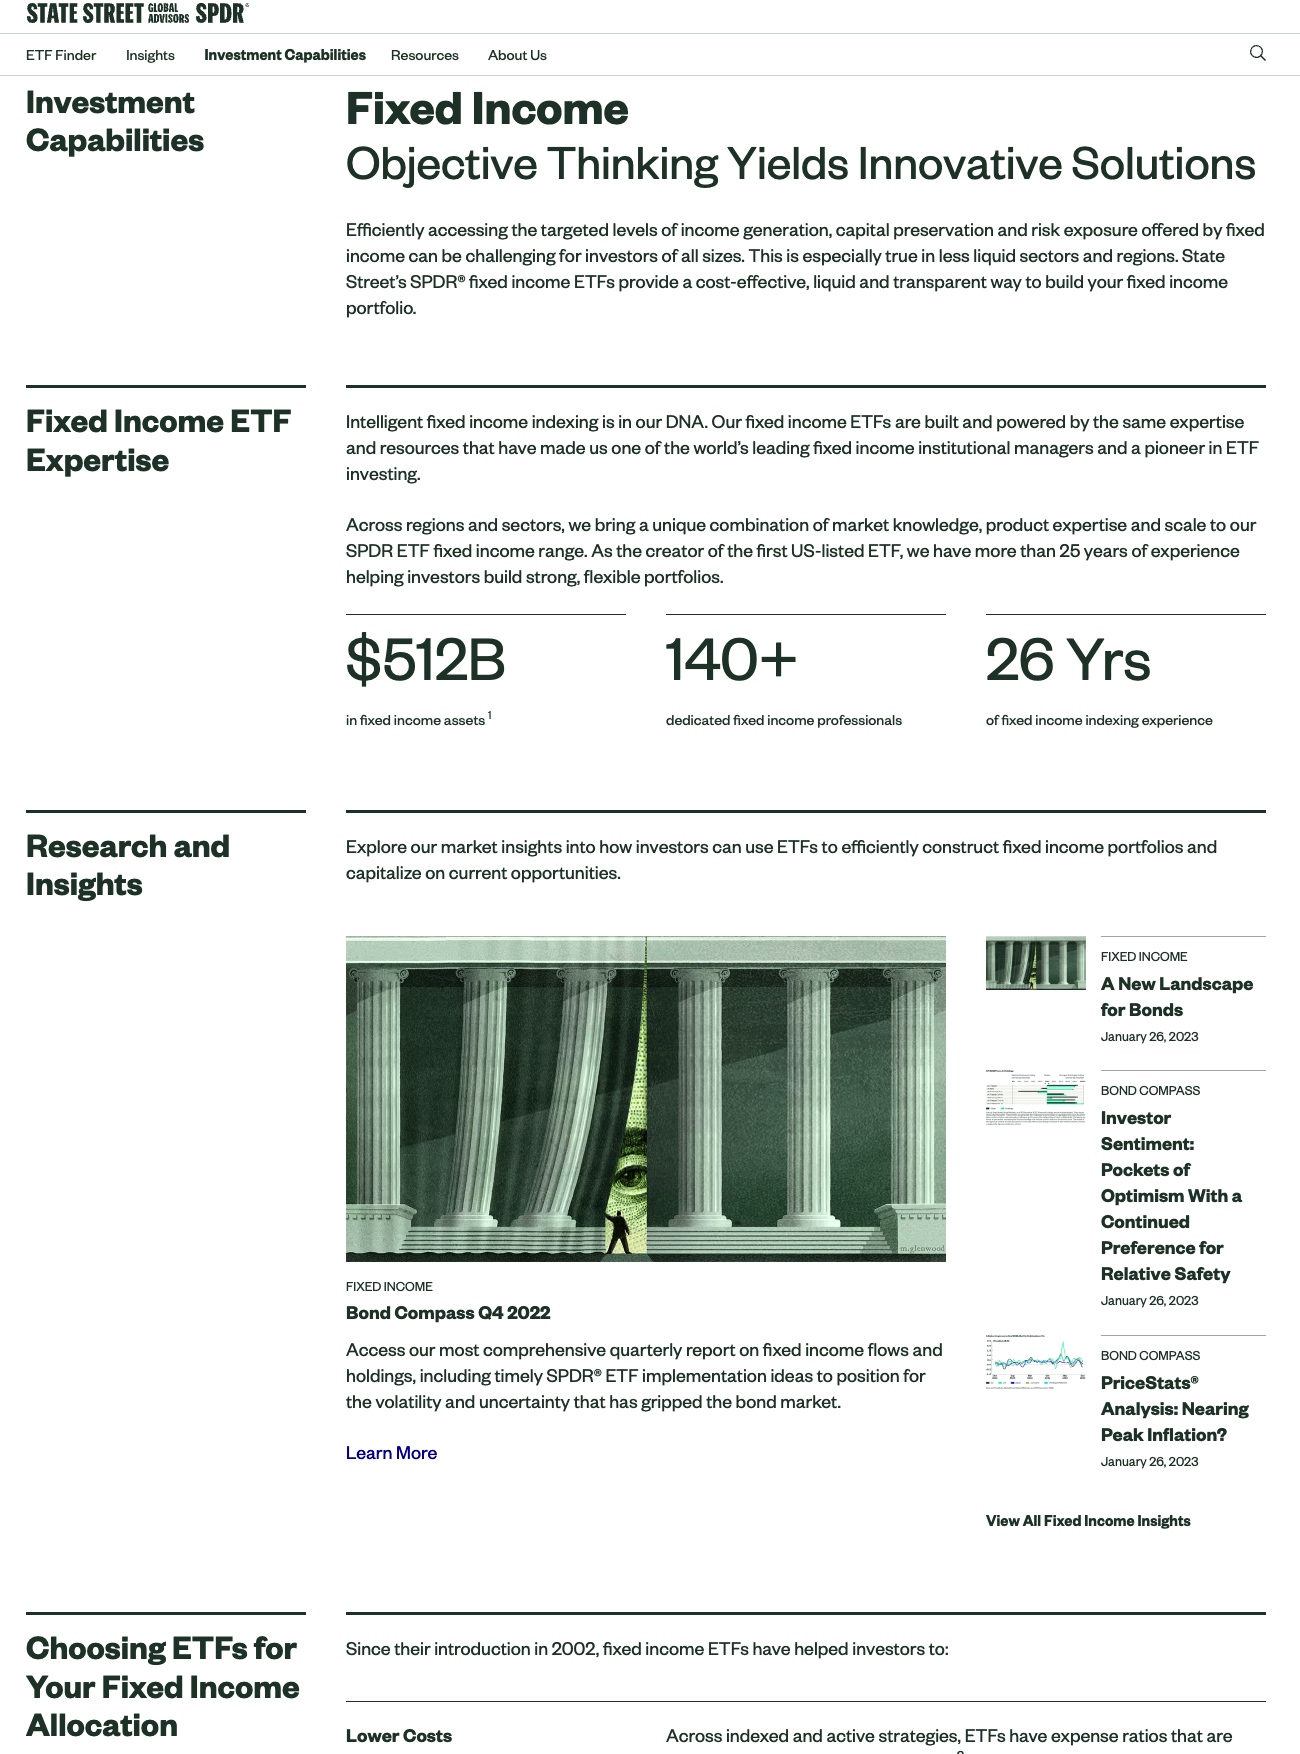 STATE STREET GLOBAL ADVISORS SPDR®
ETF Finder Insights Investment Capabilities Resources About Us
Investment
Capabilities
Fixed Income
Objective Thinking Yields Innovative Solutions
Efficiently accessing the targeted levels of income generation, capital preservation and risk exposure offered by fixed
income can be challenging for investors of all sizes. This is especially true in less liquid sectors and regions. State
Street’s SPDR® fixed income ETFs provide a cost-effective, liquid and transparent way to build your fixed income
portfolio.
Fixed Income ETF
Expertise
Intelligent fixed income indexing is in our DNA. Our fixed income ETFs are built and powered by the same expertise
and resources that have made us one of the world’s leading fixed income institutional managers and a pioneer in ETF
investing.
Across regions and sectors, we bring a unique combination of market knowledge, product expertise and scale to our
SPDR ETF fixed income range. As the creator of the first US-listed ETF, we have more than 25 years of experience
helping investors build strong, flexible portfolios.
$512B
in fixed income assets 1
140+
dedicated fixed income professionals
26 Yrs
of fixed income indexing experience
Research and
Insights
Explore our market insights into how investors can use ETFs to efficiently construct fixed income portfolios and
capitalize on current opportunities.
m.glenwood
FIXED INCOME
Bond Compass Q4 2022
Access our most comprehensive quarterly report on fixed income flows and
holdings, including timely SPDR® ETF implementation ideas to position for
the volatility and uncertainty that has gripped the bond market.
Learn More
FIXED INCOME
A New Landscape
for Bonds
January 26, 2023
BOND COMPASS
Investor
Sentiment:
Pockets of
Optimism With a
Continued
Preference for
Relative Safety
January 26, 2023
BOND COMPASS
PriceStats®
Analysis: Nearing
Peak Inflation?
January 26, 2023
View All Fixed Income Insights
Choosing ETFs for
Your Fixed Income
Allocation
Since their introduction in 2002, fixed income ETFs have helped investors to:
Lower Costs
Across indexed and active strategies, ETFs have expense ratios that are